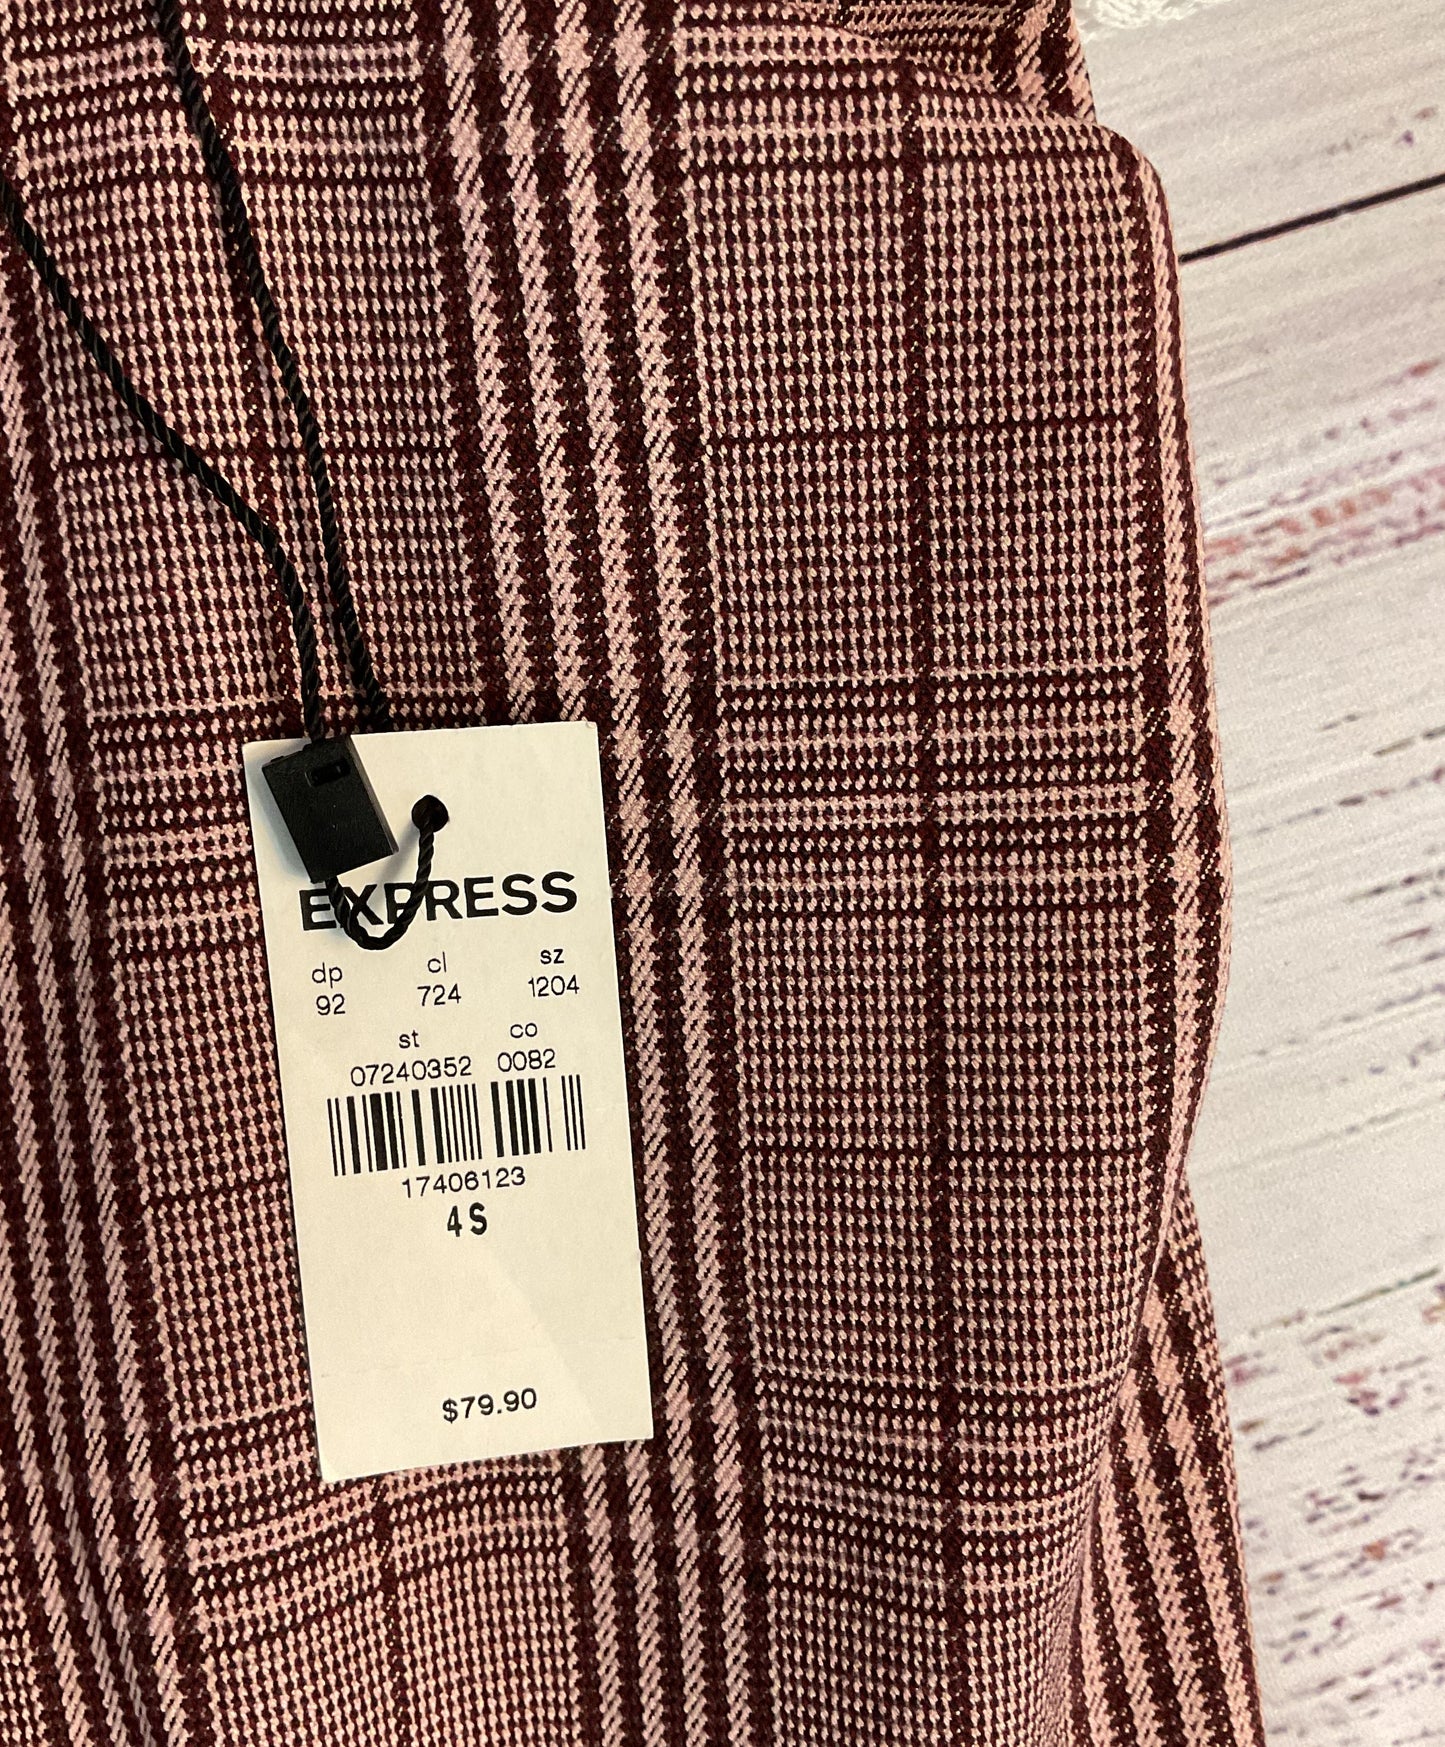 EXPRESS
dp cl sz
92 724 1204
st co
07240352 0082
17406123
4S
$79.90